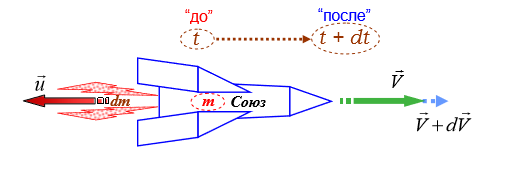 “до” “после”
t t + dt
u⃗ V⃗
dm m Союз
V⃗ + dV⃗